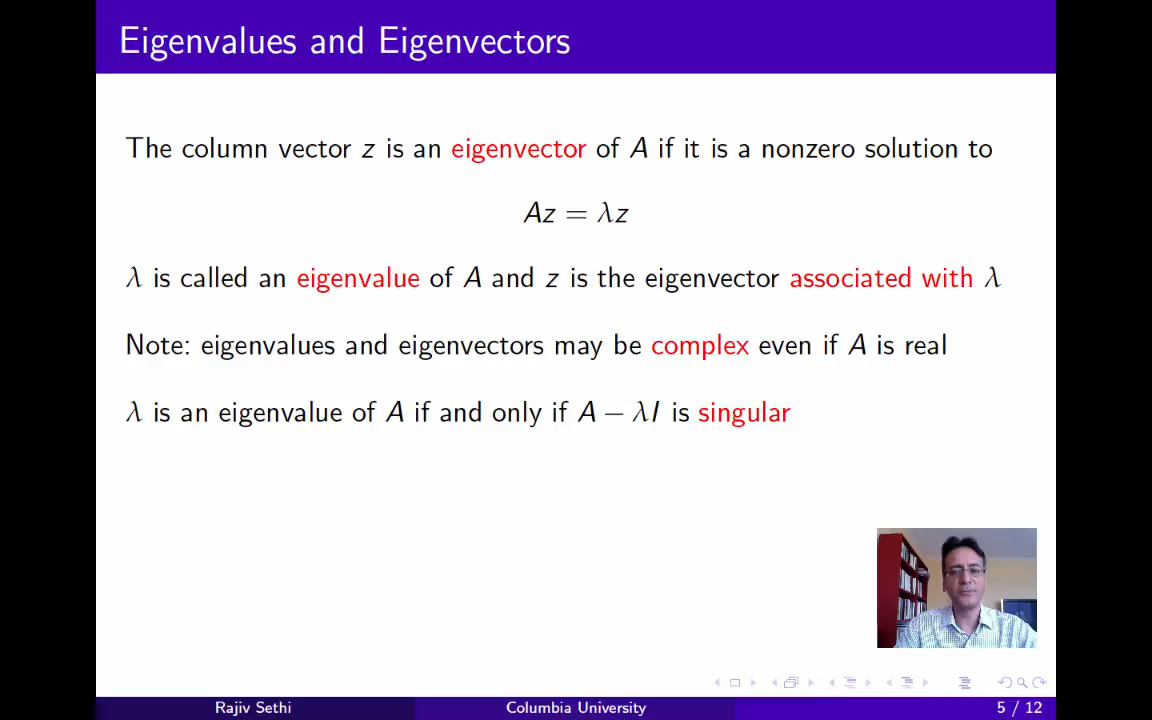 Eigenvalues and Eigenvectors
The column vector z is an eigenvector of A if it is a nonzero solution to
Az = λz
λ is called an eigenvalue of A and z is the eigenvector associated with λ
Note: eigenvalues and eigenvectors may be complex even if A is real
λ is an eigenvalue of A if and only if A − λI is singular
Rajiv Sethi
Columbia University
5 / 12